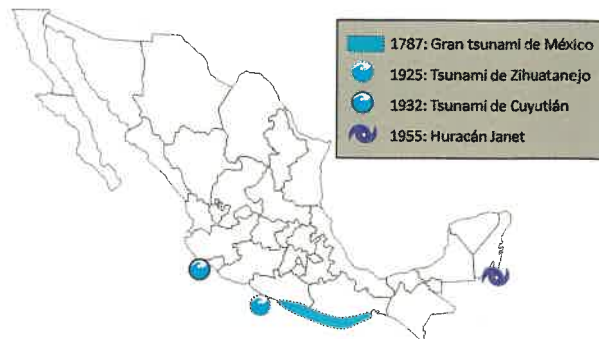 1787: Gran tsunami de México
1925: Tsunami de Zihuatanejo
1932: Tsunami de Cuyutlán
1955: Huracán Janet